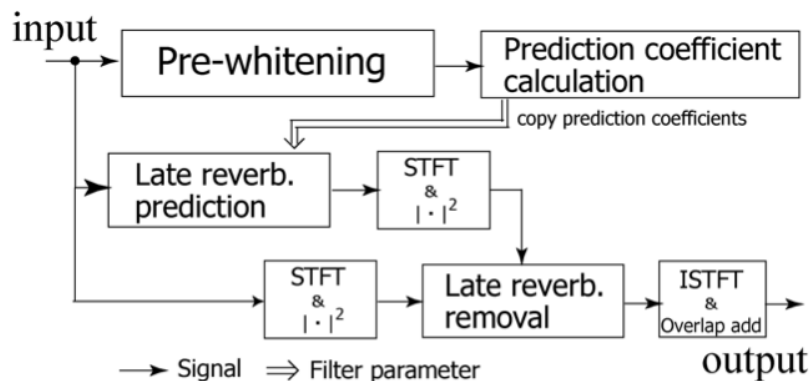 input
Pre-whitening
Prediction coefficient
calculation
copy prediction coefficients
Late reverb.
prediction
STFT
&
| · |²
STFT
&
| · |²
Late reverb.
removal
ISTFT
&
Overlap add
output
Signal
Filter parameter